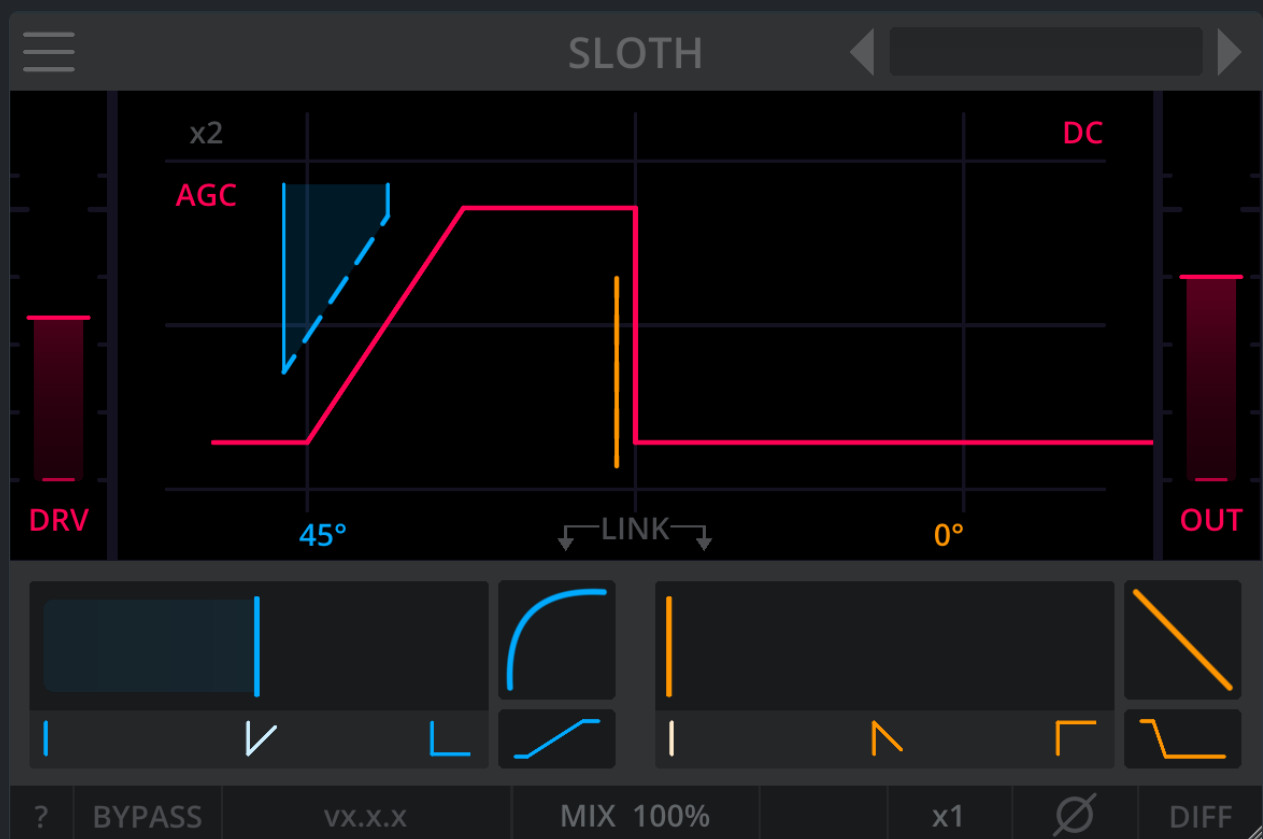 SLOTH
x2
DC
AGC
DRV
OUT
45°
LINK
0°
?
BYPASS
vx.x.x
MIX 100%
x1
DIFF